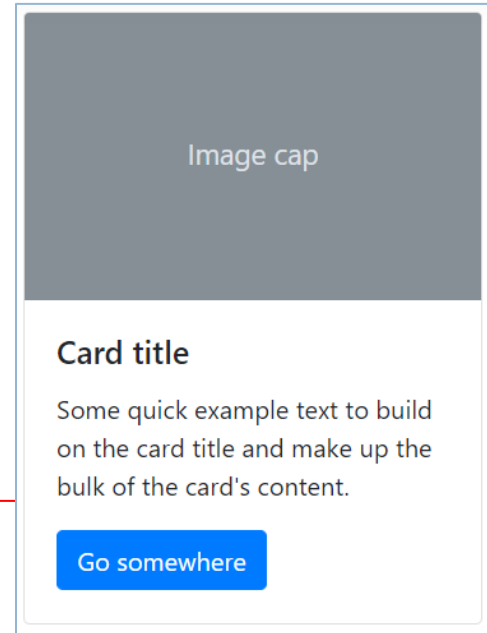 Image cap
Card title
Some quick example text to build
on the card title and make up the
bulk of the card's content.
Go somewhere